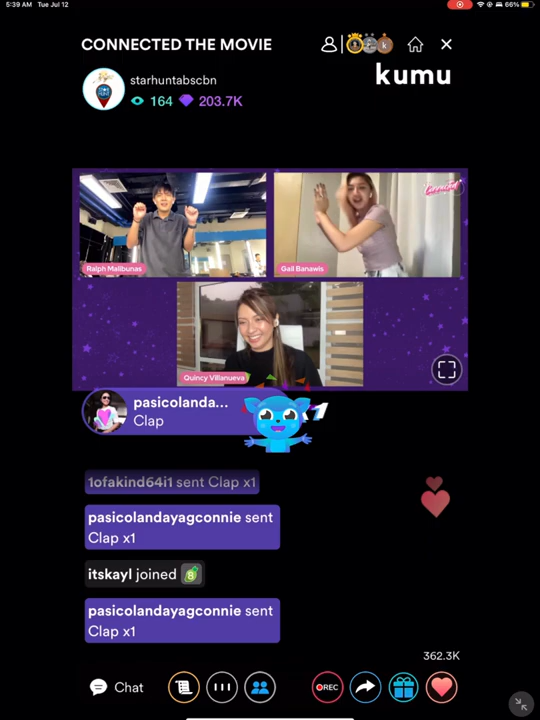 5:39 AM Tue Jul 12
66%
CONNECTED THE MOVIE
kumu
starhuntabscbn
164 203.7K
Connected
Ralph Malibunas
Gail Banawis
Quincy Villanueva
pasicolanda...
Clap
1ofakind64i1 sent Clap x1
pasicolandayagconnie sent
Clap x1
itskayl joined
pasicolandayagconnie sent
Clap x1
362.3K
Chat
REC